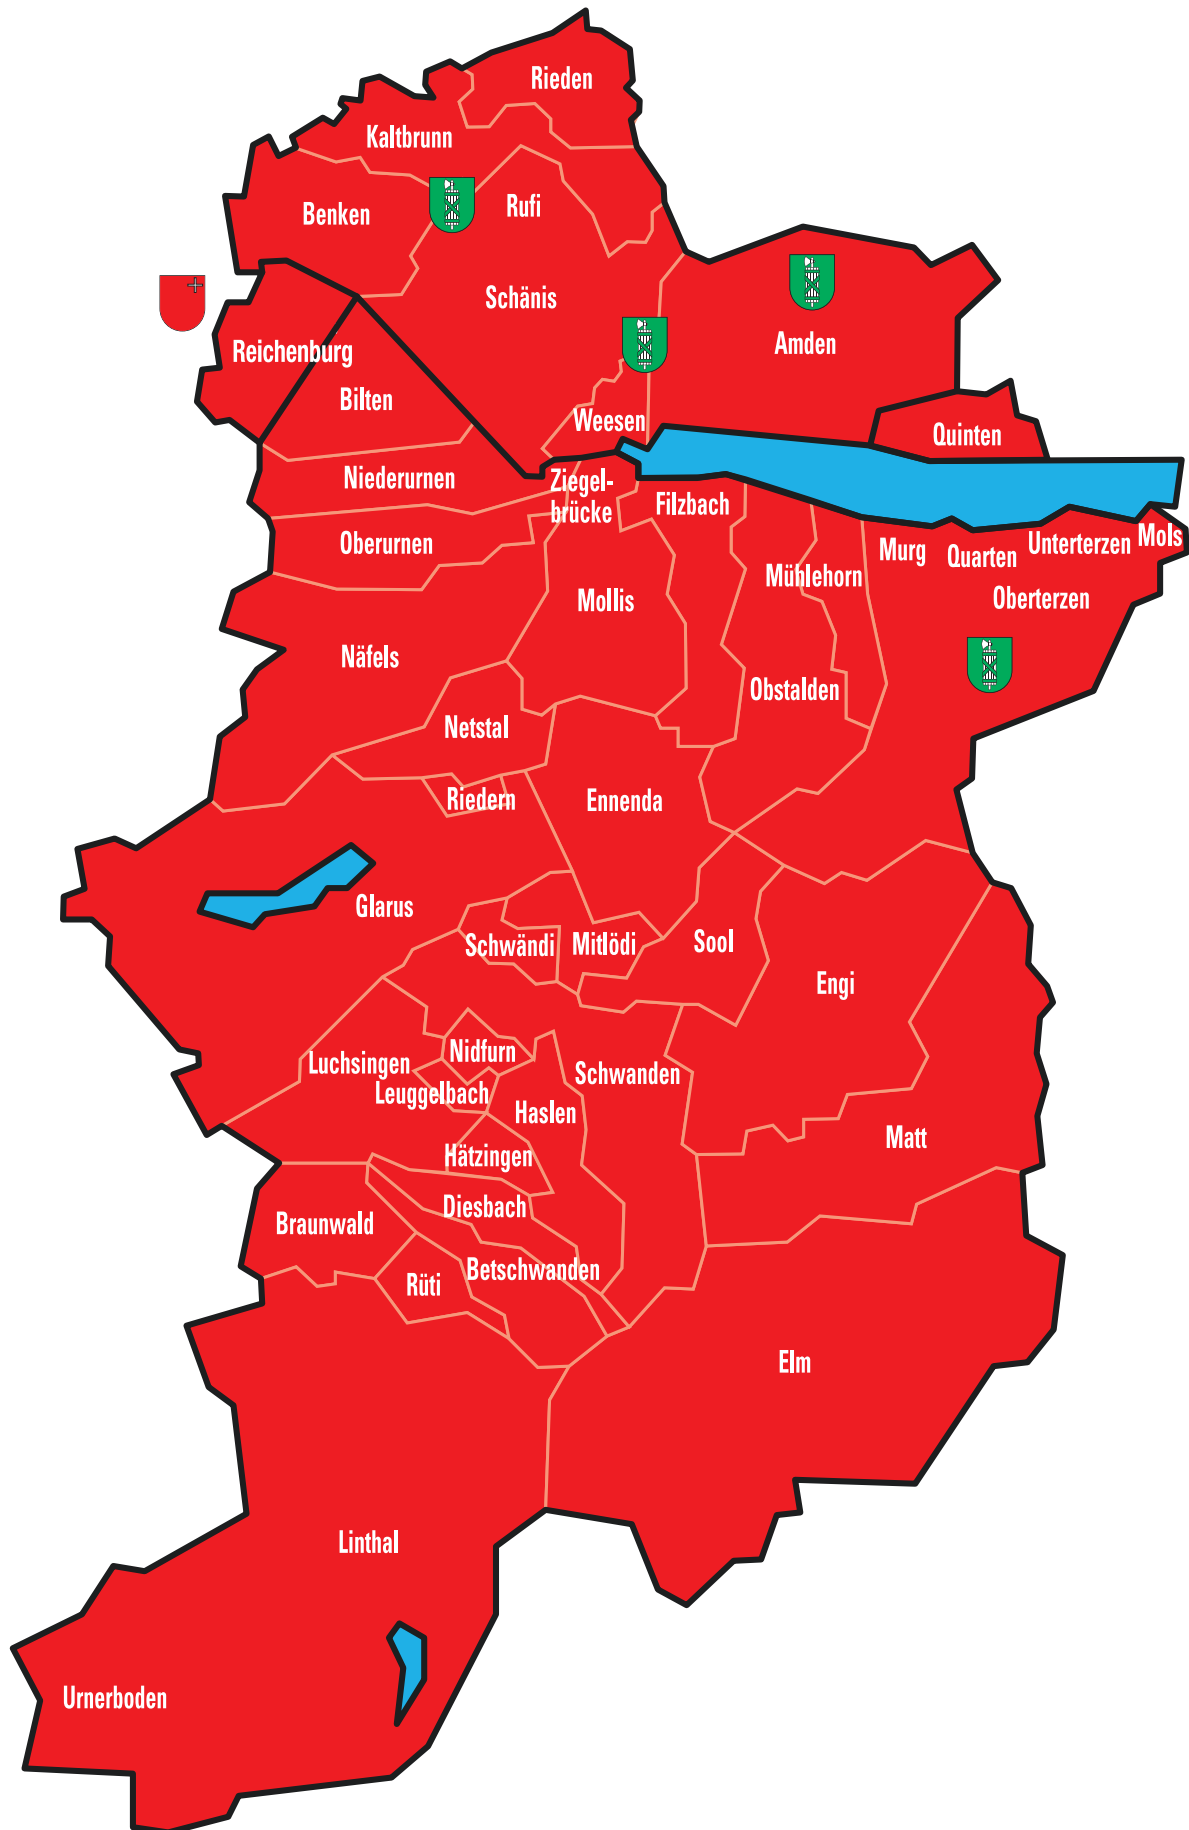 Rieden
Kaltbrunn
Rufi
Benken
Schänis
Amden
Reichenburg
Bilten
Weesen
Quinten
Niederurnen
Ziegel-
brücke
Filzbach
Oberurnen
Murg
Quarten
Unterterzen
Mols
Mühlehorn
Oberterzen
Mollis
Näfels
Obstalden
Netstal
Riedern
Ennenda
Glarus
Schwändi
Mitlödi
Sool
Engi
Nidfurn
Luchsingen
Schwanden
Leuggelbach
Haslen
Matt
Hätzingen
Diesbach
Braunwald
Betschwanden
Rüti
Elm
Linthal
Urnerboden